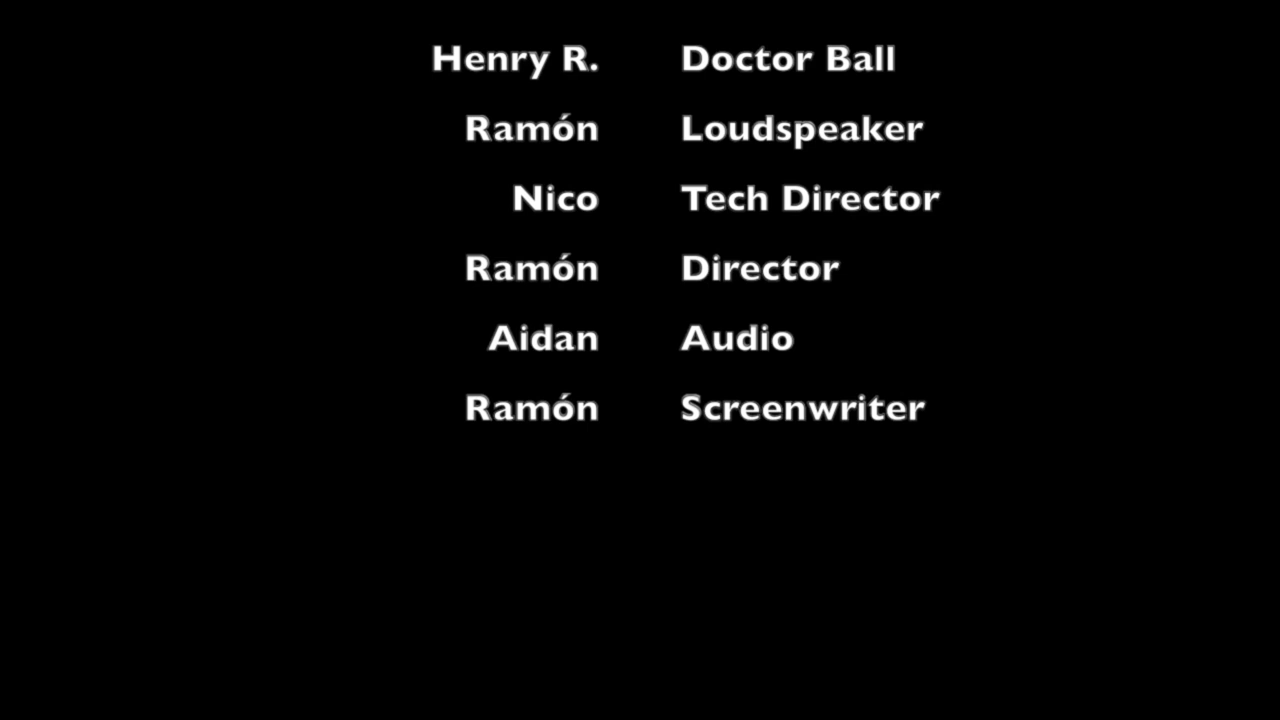 Henry R. Doctor Ball
Ramón Loudspeaker
Nico Tech Director
Ramón Director
Aidan Audio
Ramón Screenwriter